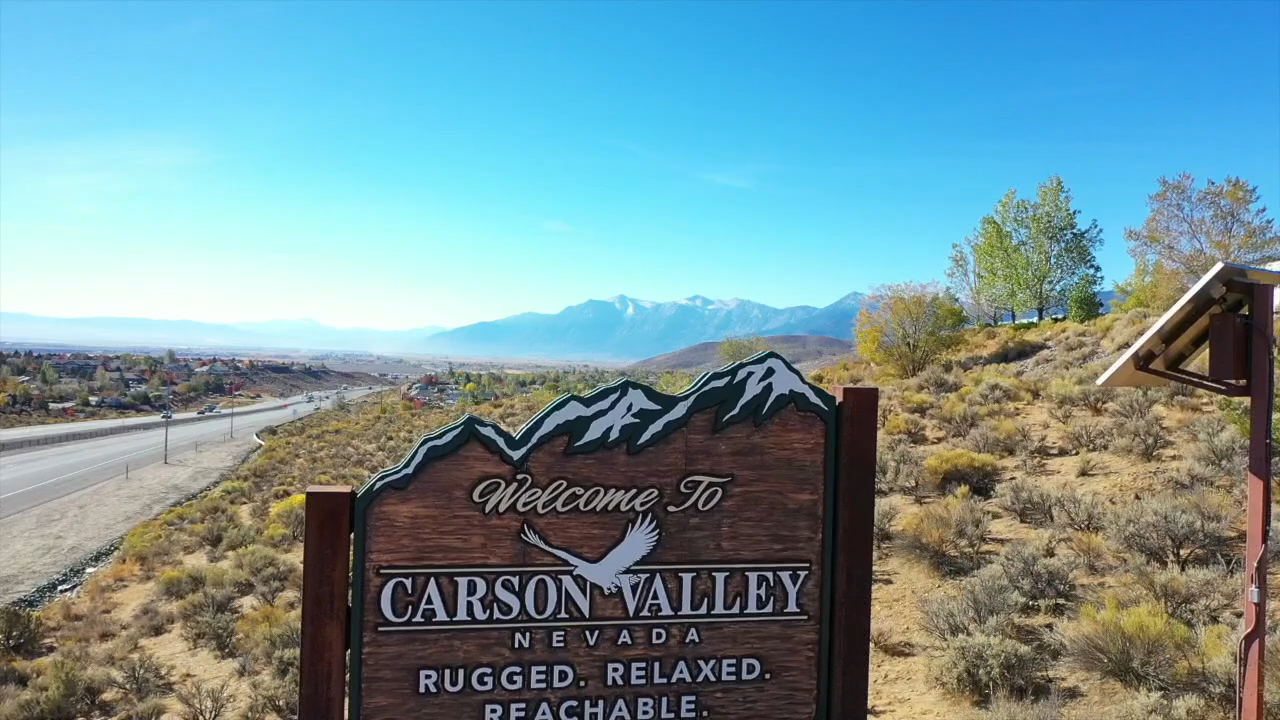 Welcome To
CARSON VALLEY
NEVADA
RUGGED. RELAXED.
REACHABLE.